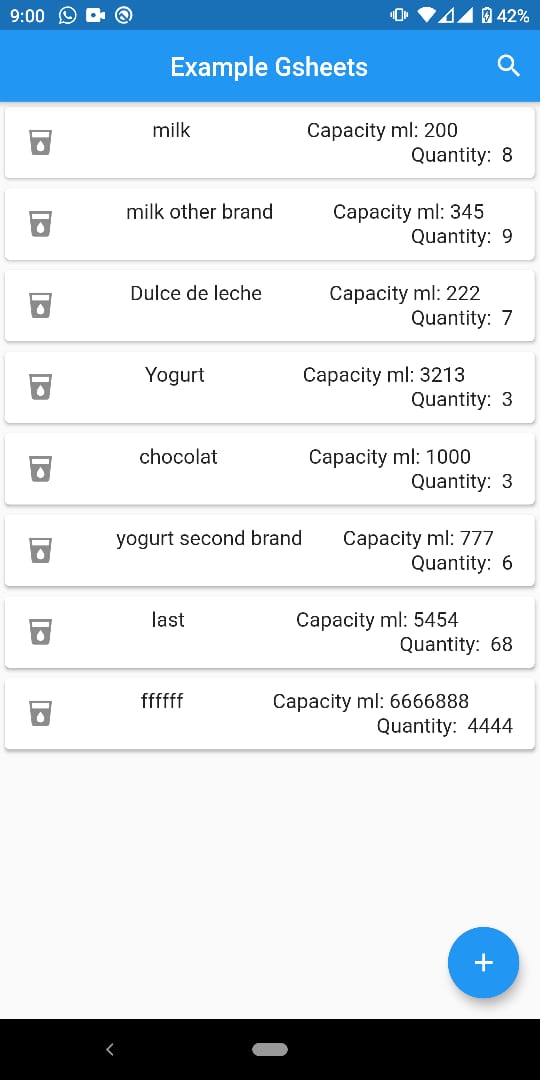 9:00 42%
Example Gsheets
milk Capacity ml: 200
Quantity: 8
milk other brand Capacity ml: 345
Quantity: 9
Dulce de leche Capacity ml: 222
Quantity: 7
Yogurt Capacity ml: 3213
Quantity: 3
chocolat Capacity ml: 1000
Quantity: 3
yogurt second brand Capacity ml: 777
Quantity: 6
last Capacity ml: 5454
Quantity: 68
ffffff Capacity ml: 6666888
Quantity: 4444